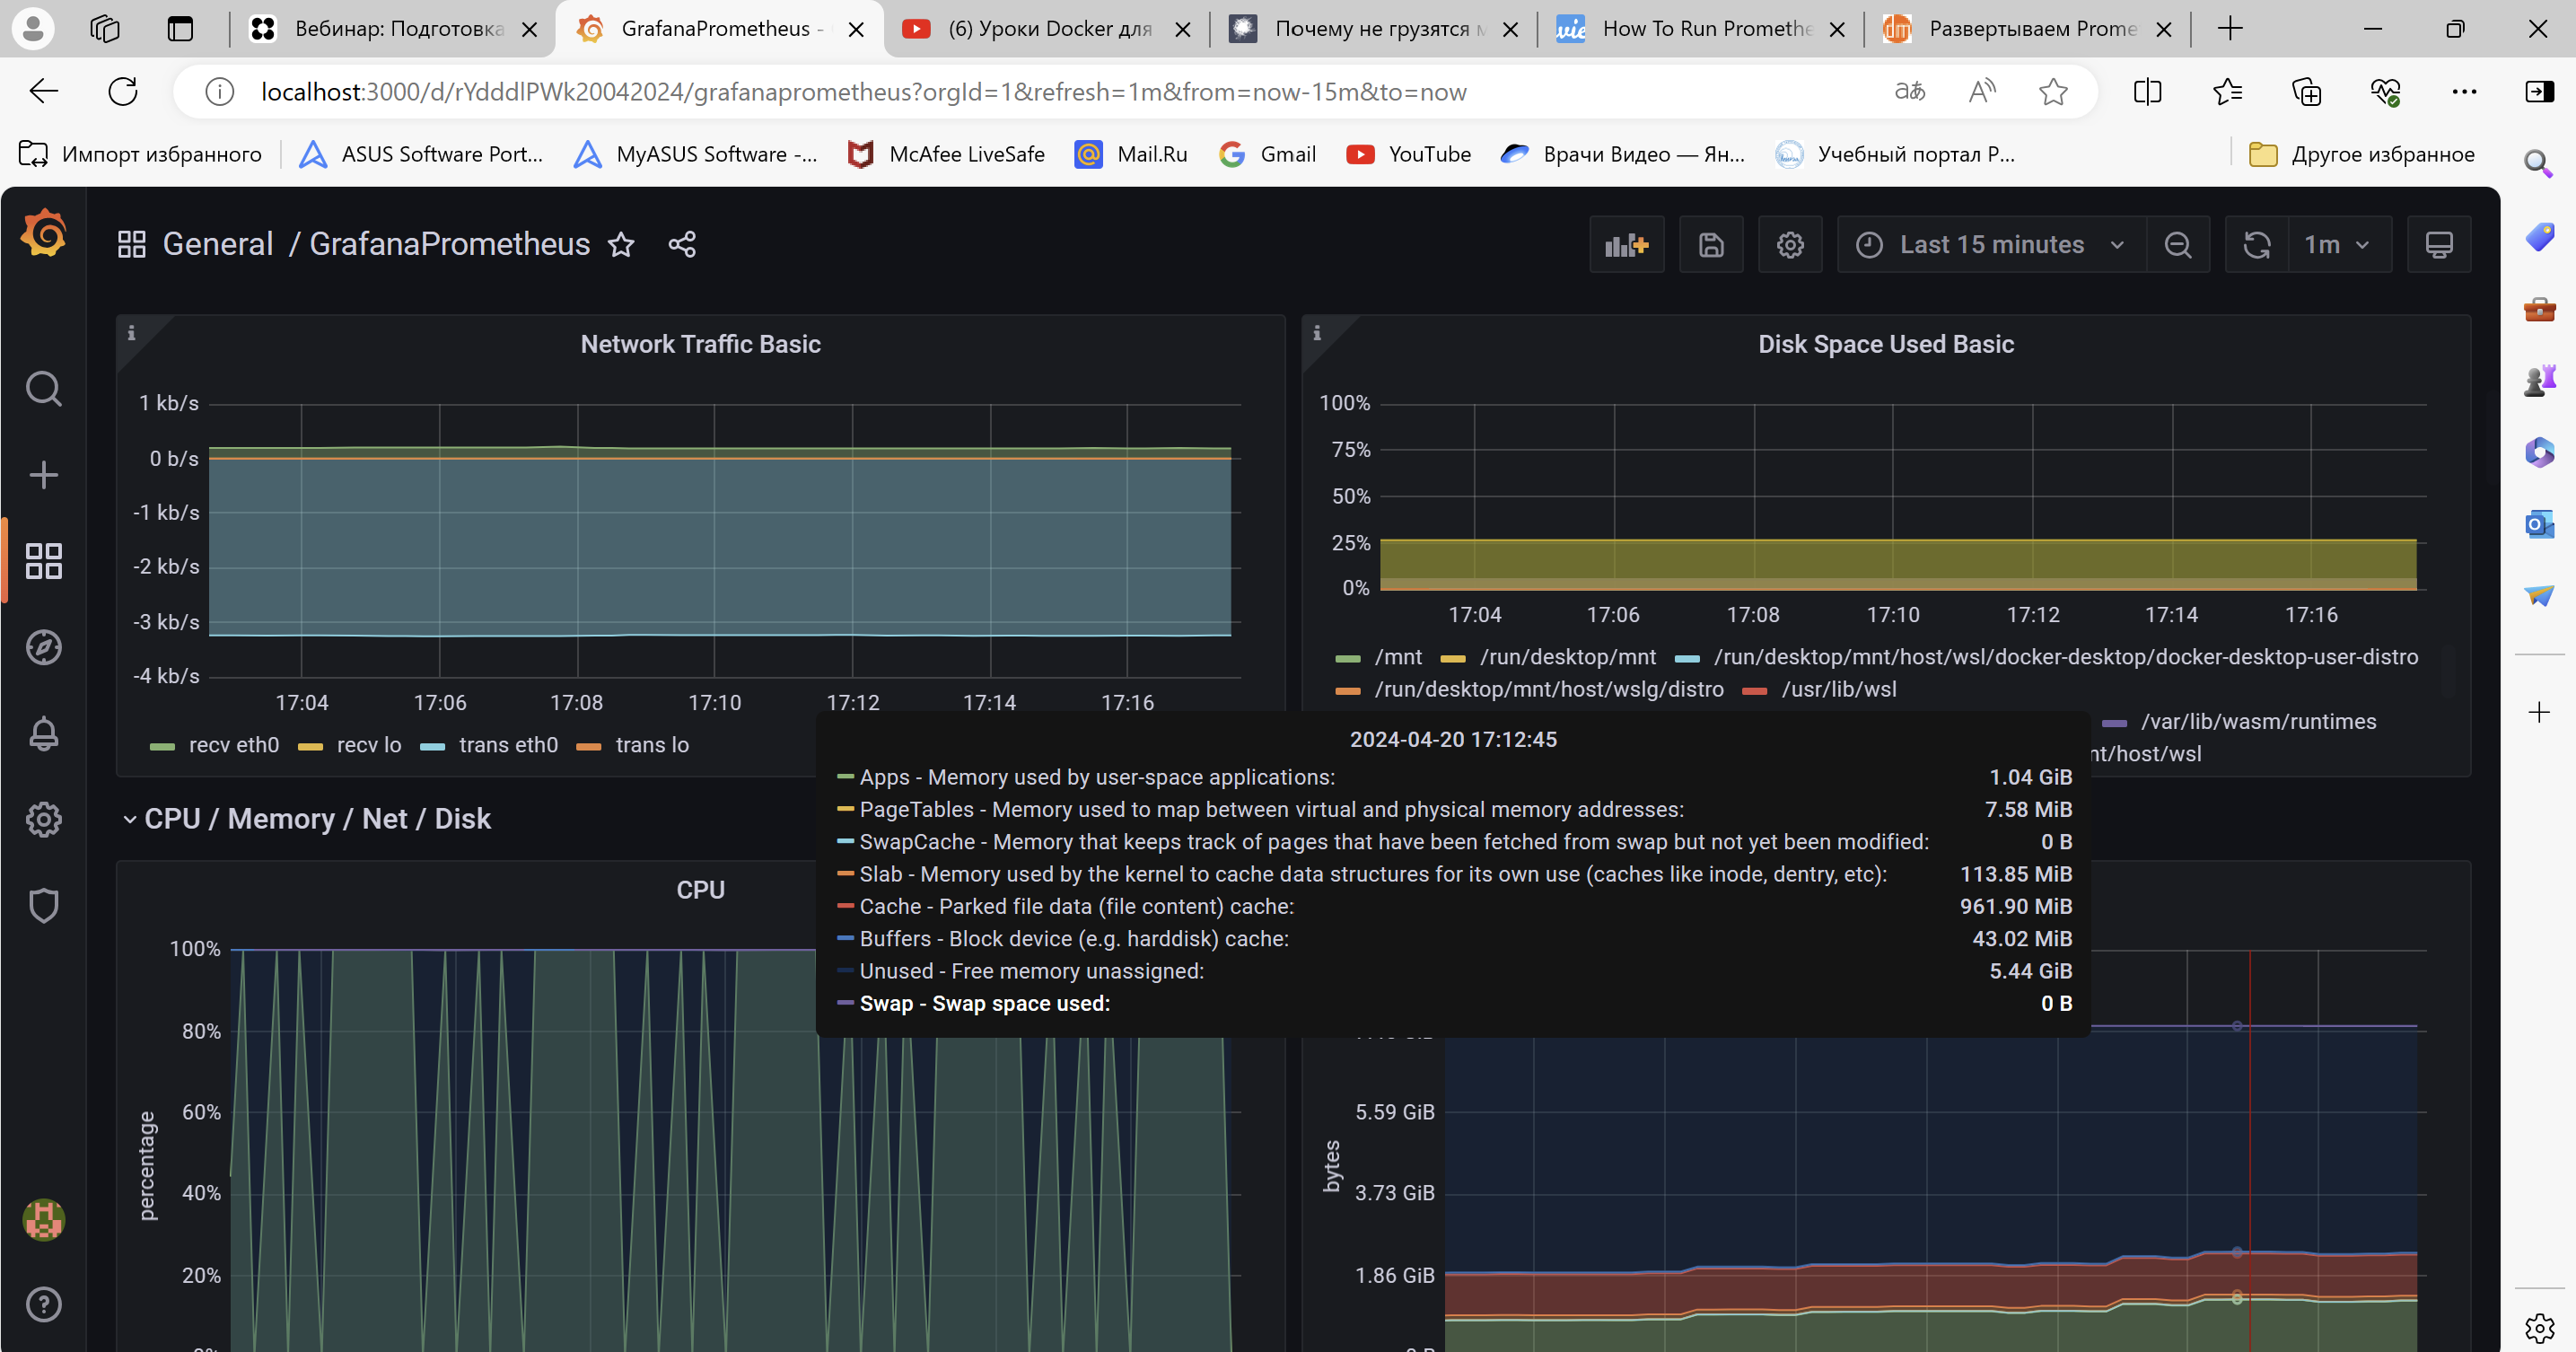 Вебинар: Подготовка
GrafanaPrometheus -
(6) Уроки Docker для
Почему не грузятся м
How To Run Promethe
Развертываем Prome
localhost:3000/d/rYdddlPWk20042024/grafanaprometheus?orgId=1&refresh=1m&from=now-15m&to=now
Импорт избранного
ASUS Software Port...
MyASUS Software -...
McAfee LiveSafe
Mail.Ru
Gmail
YouTube
Врачи Видео — Ян...
Учебный портал Р...
Другое избранное
General / GrafanaPrometheus
Last 15 minutes
1m
Network Traffic Basic
1 kb/s
0 b/s
-1 kb/s
-2 kb/s
-3 kb/s
-4 kb/s
17:04 17:06 17:08 17:10 17:12 17:14 17:16
recv eth0 recv lo trans eth0 trans lo
Disk Space Used Basic
100%
75%
50%
25%
0%
17:04 17:06 17:08 17:10 17:12 17:14 17:16
/mnt /run/desktop/mnt /run/desktop/mnt/host/wsl/docker-desktop/docker-desktop-user-distro
/run/desktop/mnt/host/wslg/distro /usr/lib/wsl
/var/lib/wasm/runtimes
nt/host/wsl
2024-04-20 17:12:45
Apps - Memory used by user-space applications: 1.04 GiB
PageTables - Memory used to map between virtual and physical memory addresses: 7.58 MiB
SwapCache - Memory that keeps track of pages that have been fetched from swap but not yet been modified: 0 B
Slab - Memory used by the kernel to cache data structures for its own use (caches like inode, dentry, etc): 113.85 MiB
Cache - Parked file data (file content) cache: 961.90 MiB
Buffers - Block device (e.g. harddisk) cache: 43.02 MiB
Unused - Free memory unassigned: 5.44 GiB
Swap - Swap space used: 0 B
CPU / Memory / Net / Disk
CPU
percentage
100%
80%
60%
40%
20%
bytes
5.59 GiB
3.73 GiB
1.86 GiB